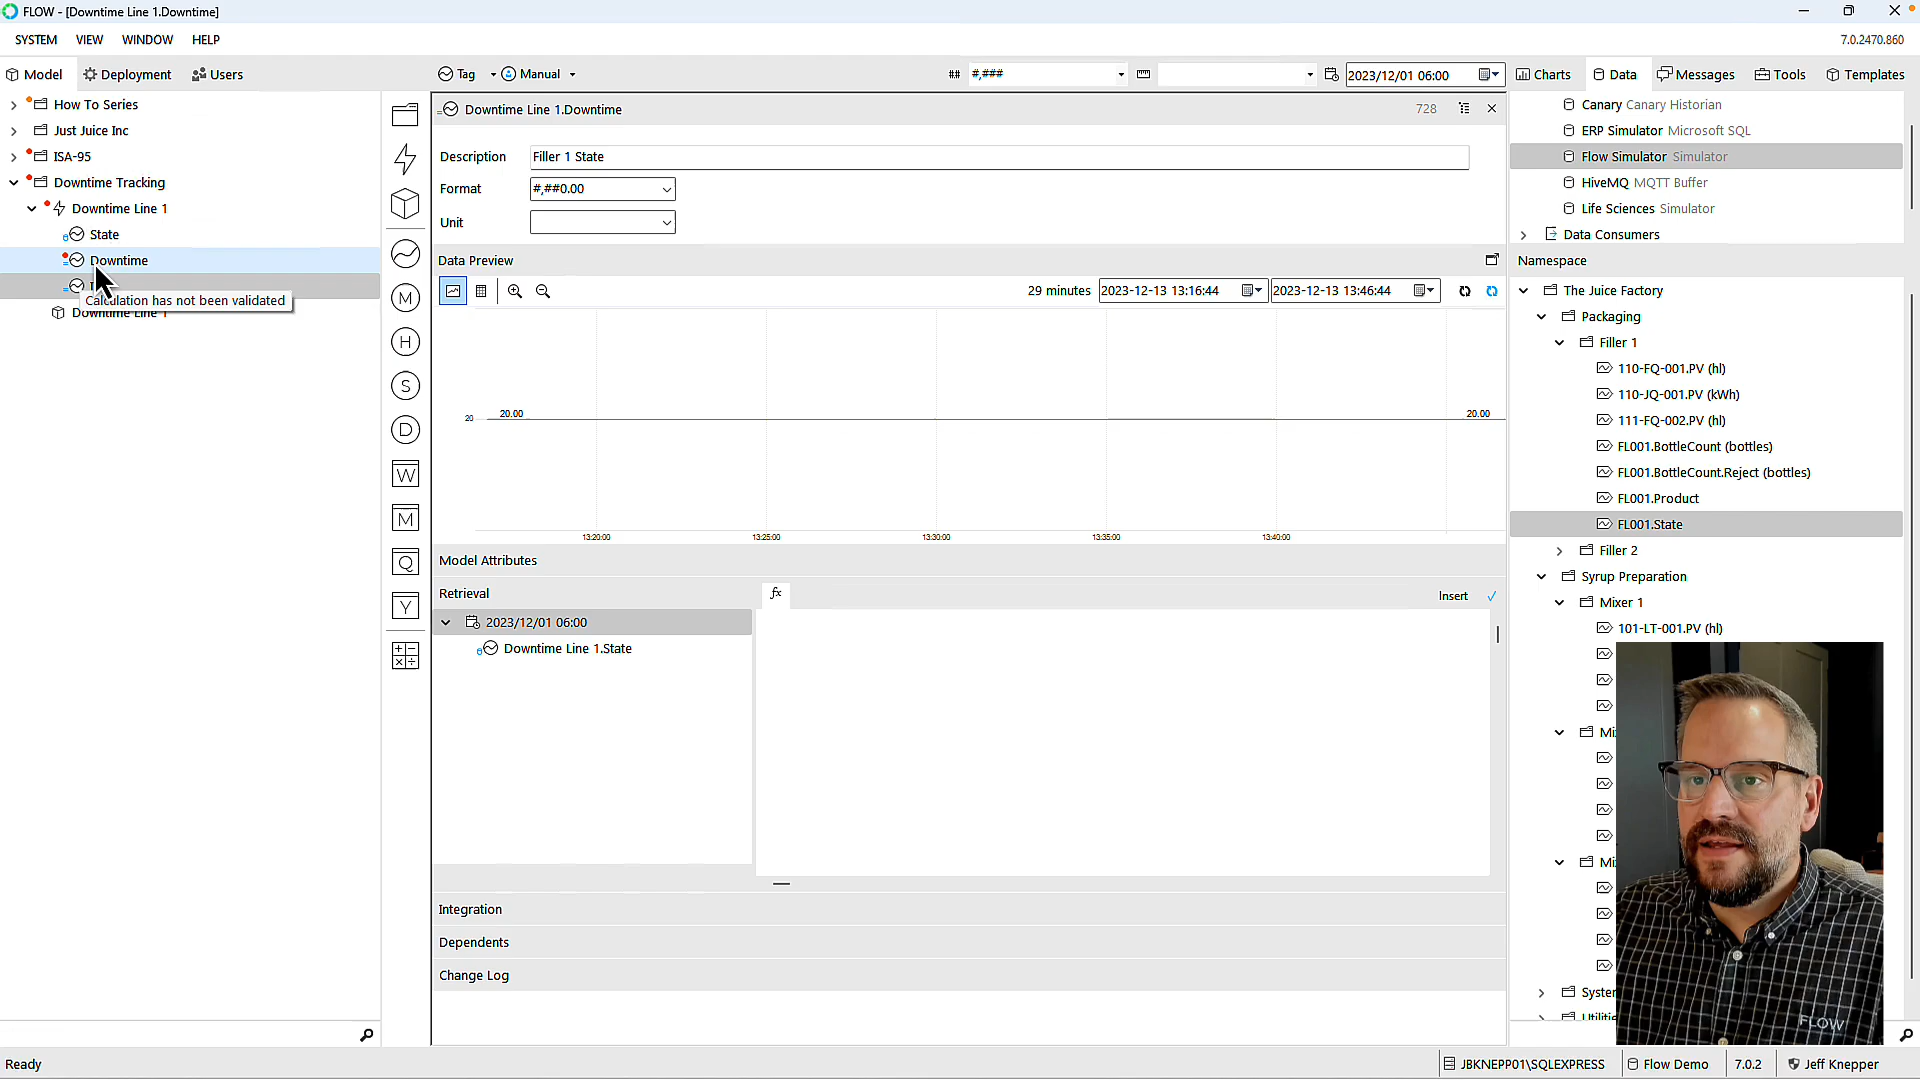 FLOW - [Downtime Line 1.Downtime]
SYSTEM VIEW WINDOW HELP
7.0.2470.860
Model Deployment Users
Tag Manual
#,###
2023/12/01 06:00
Charts Data Messages Tools Templates
How To Series
Just Juice Inc
ISA-95
Downtime Tracking
Downtime Line 1
State
Downtime
Calculation has not been validated
Downtime Line 1
M
H
S
D
W
M
Q
Y
Downtime Line 1.Downtime
728
Description
Filler 1 State
Format
#,##0.00
Unit
Data Preview
29 minutes
2023-12-13 13:16:44
2023-12-13 13:46:44
20
20.00
20.00
13:20:00 13:25:00 13:30:00 13:35:00 13:40:00
Model Attributes
Retrieval
fx
Insert
2023/12/01 06:00
Downtime Line 1.State
Integration
Dependents
Change Log
Canary Canary Historian
ERP Simulator Microsoft SQL
Flow Simulator Simulator
HiveMQ MQTT Buffer
Life Sciences Simulator
Data Consumers
Namespace
The Juice Factory
Packaging
Filler 1
110-FQ-001.PV (hl)
110-JQ-001.PV (kWh)
111-FQ-002.PV (hl)
FL001.BottleCount (bottles)
FL001.BottleCount.Reject (bottles)
FL001.Product
FL001.State
Filler 2
Syrup Preparation
Mixer 1
101-LT-001.PV (hl)
FLOW
Ready
JBKNEPP01\SQLEXPRESS
Flow Demo
7.0.2
Jeff Knepper